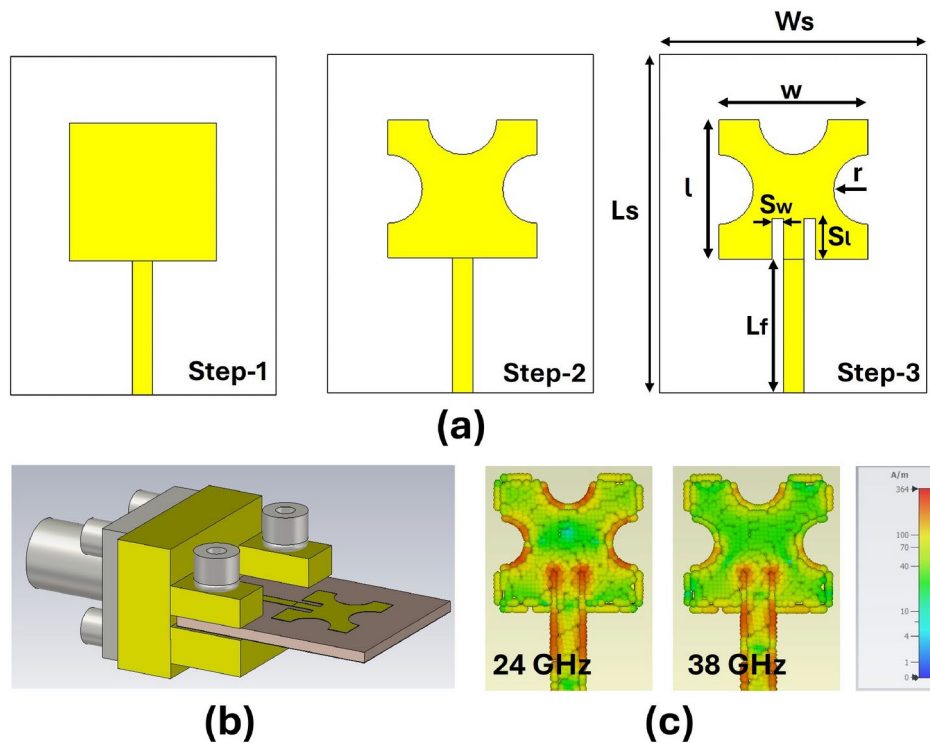 Ws
w
l
r
Ls
Sw
Sl
Lf
Step-1
Step-2
Step-3
(a)
A/m
364
100
70
40
10
4
1
0
24 GHz
38 GHz
(b)
(c)